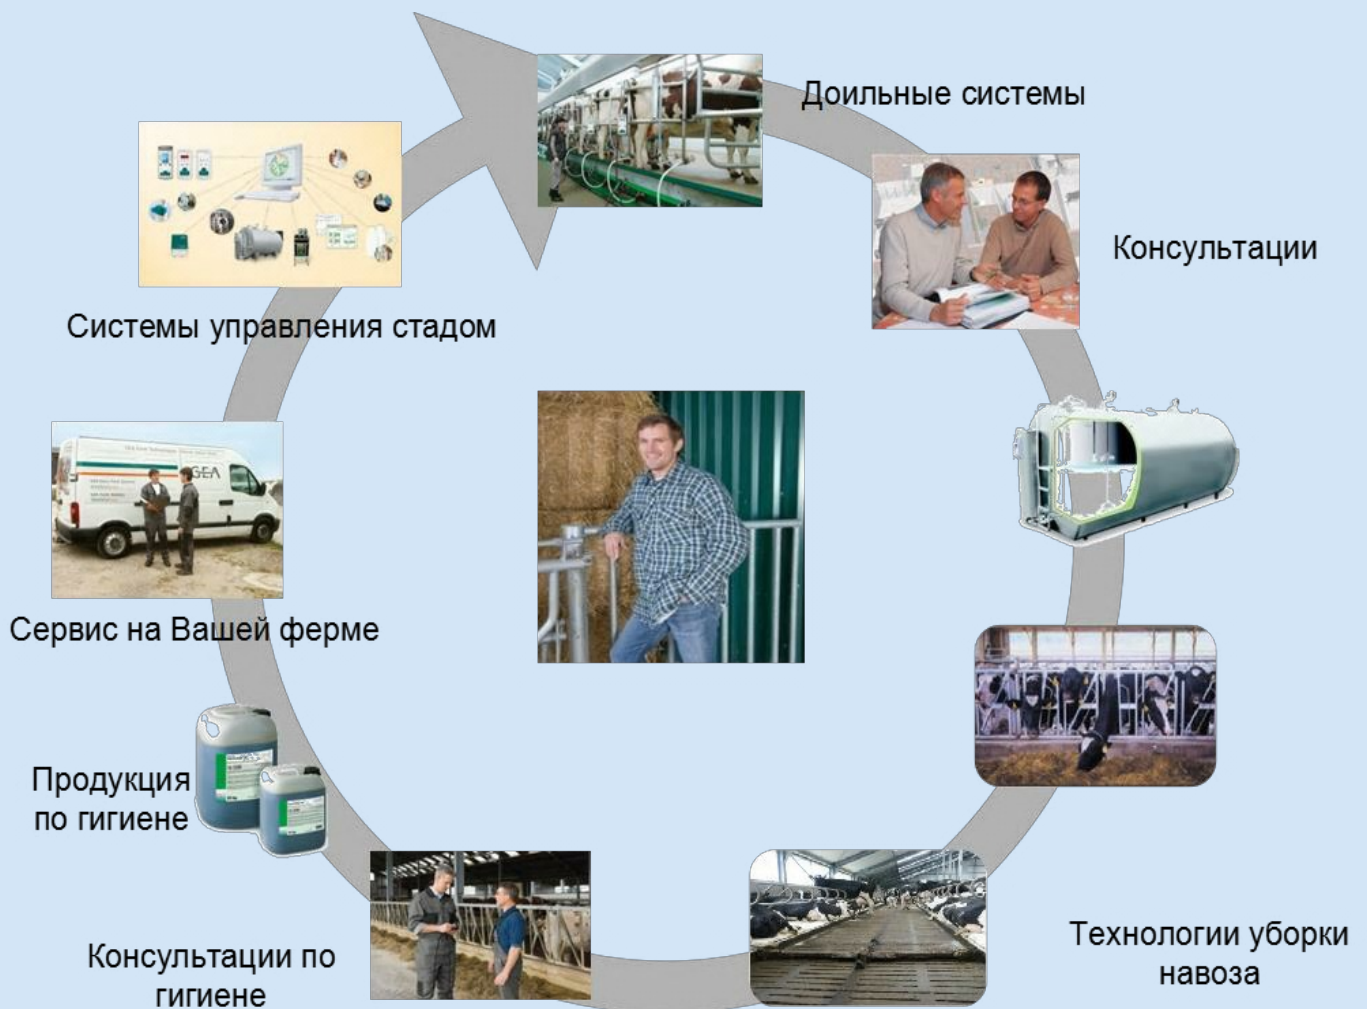 Доильные системы
Консультации
Системы управления стадом
GEA
Сервис на Вашей ферме
Продукция
по гигиене
Консультации по
гигиене
Технологии уборки
навоза